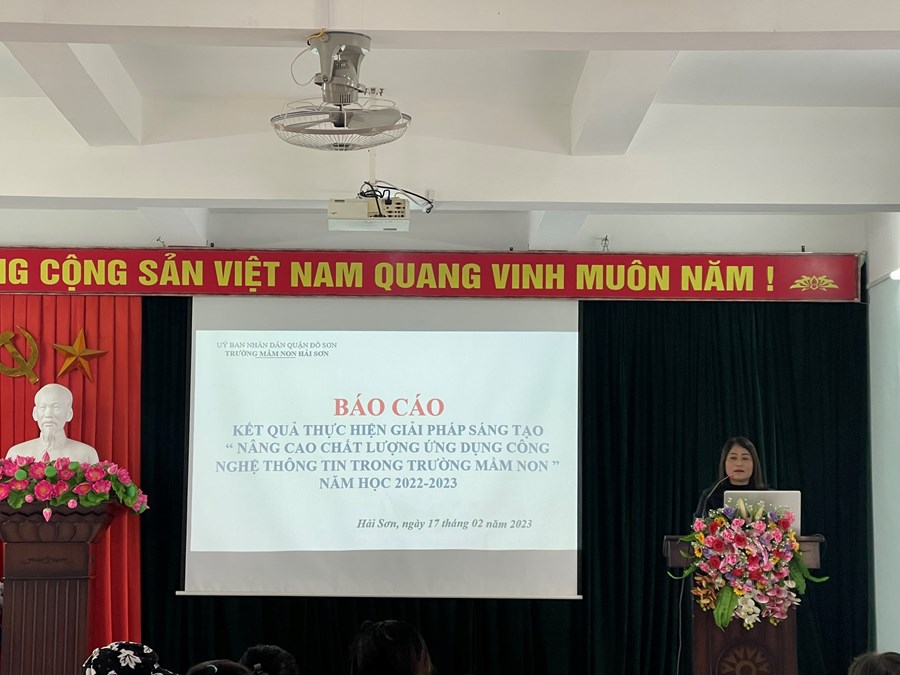 NG CỘNG SẢN VIỆT NAM QUANG VINH MUÔN NĂM !
UỶ BAN NHÂN DÂN QUẬN ĐỒ SƠN
TRƯỜNG MẦM NON HẢI SƠN
BÁO CÁO
KẾT QUẢ THỰC HIỆN GIẢI PHÁP SÁNG TẠO
“ NÂNG CAO CHẤT LƯỢNG ỨNG DỤNG CÔNG
NGHỆ THÔNG TIN TRONG TRƯỜNG MẦM NON ”
NĂM HỌC 2022-2023
Hải Sơn, ngày 17 tháng 02 năm 2023